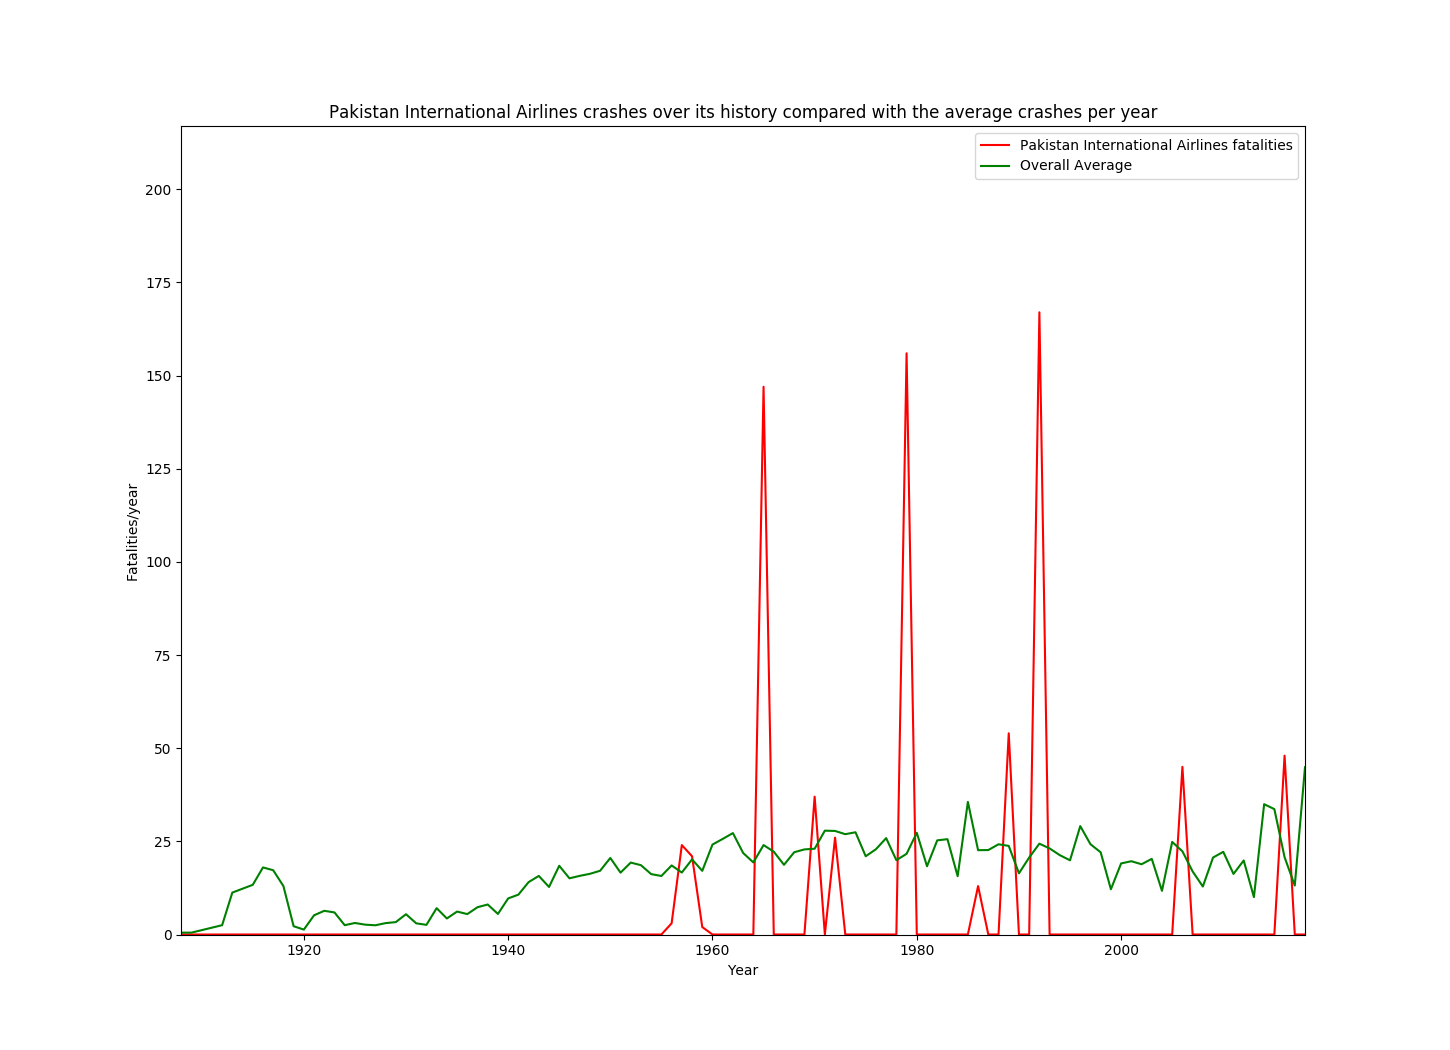 Pakistan International Airlines crashes over its history compared with the average crashes per year
Pakistan International Airlines fatalities
Overall Average
200
175
150
125
100
75
50
25
0
Fatalities/year
1920 1940 1960 1980 2000
Year